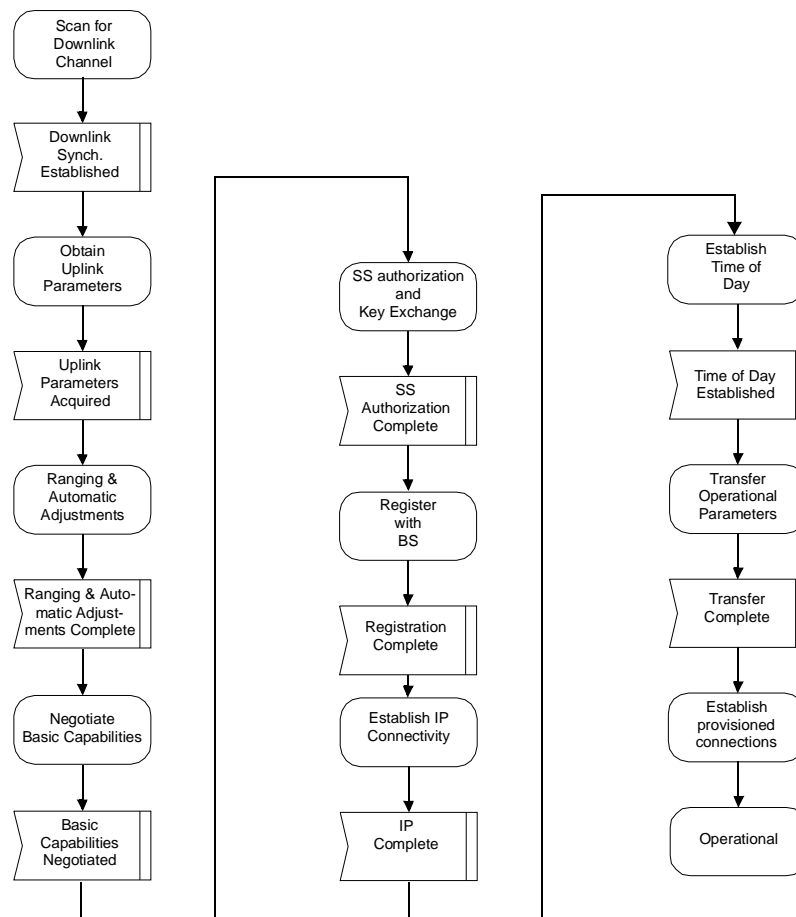 Scan for
Downlink
Channel
Downlink
Synch.
Established
Obtain
Uplink
Parameters
Uplink
Parameters
Acquired
Ranging &
Automatic
Adjustments
Ranging & Auto-
matic Adjust-
ments Complete
Negotiate
Basic Capabilities
Basic
Capabilities
Negotiated
SS authorization
and
Key Exchange
SS
Authorization
Complete
Register
with
BS
Registration
Complete
Establish IP
Connectivity
IP
Complete
Establish
Time of
Day
Time of Day
Established
Transfer
Operational
Parameters
Transfer
Complete
Establish
provisioned
connections
Operational